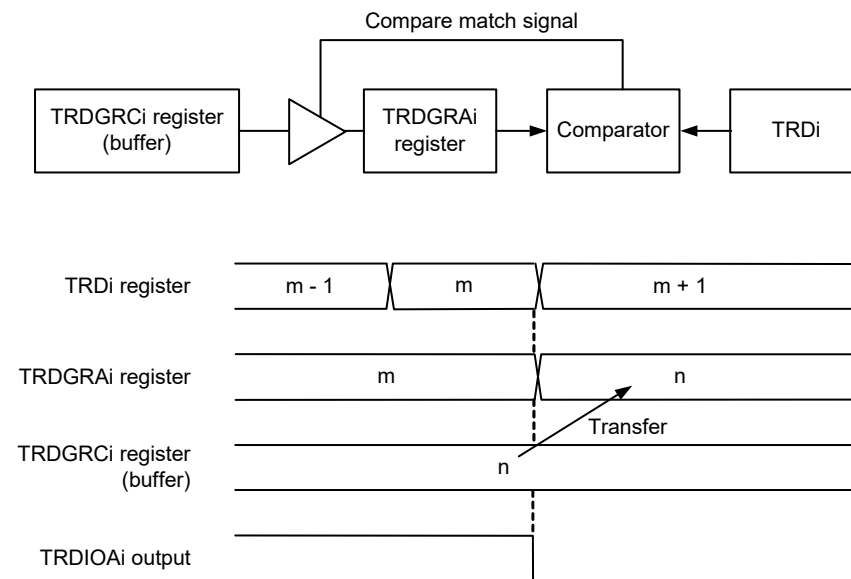 Compare match signal
TRDGRCi register
(buffer)
TRDGRAi
register
Comparator
TRDi
TRDi register
m - 1
m
m + 1
TRDGRAi register
m
n
Transfer
TRDGRCi register
(buffer)
n
TRDIOAi output